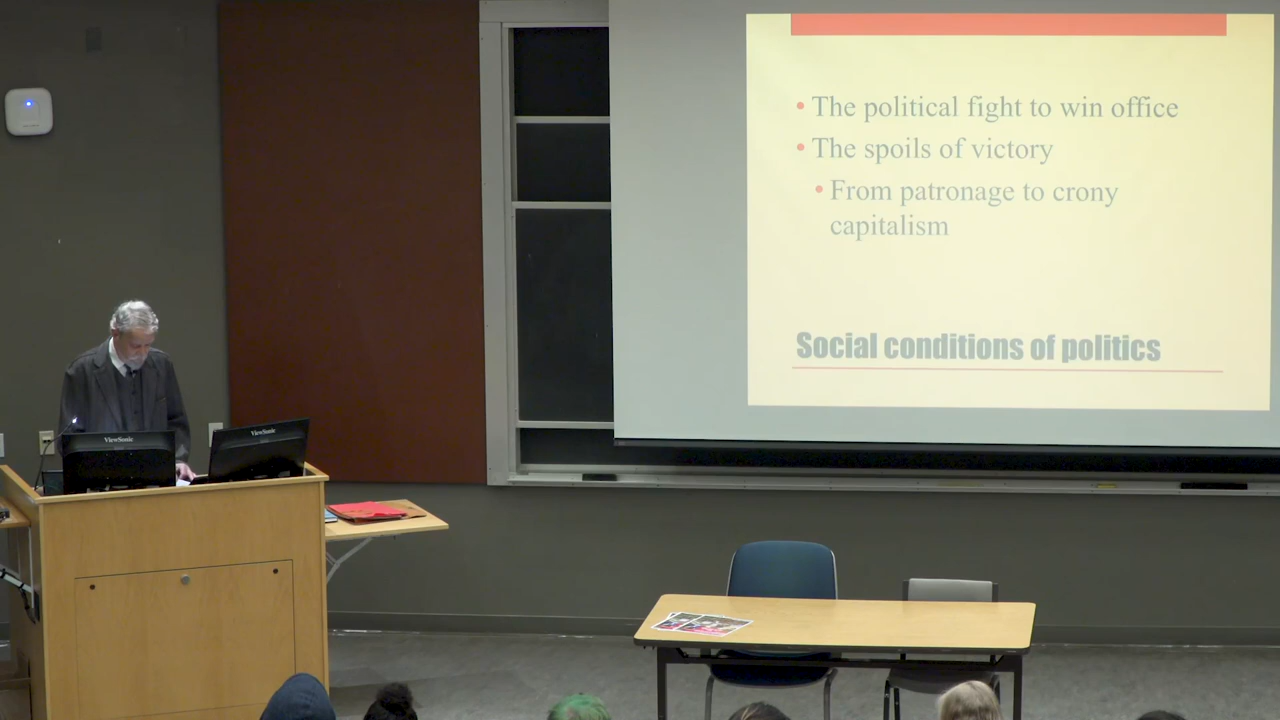 • The political fight to win office
• The spoils of victory
• From patronage to crony
capitalism
Social conditions of politics
ViewSonic
ViewSonic